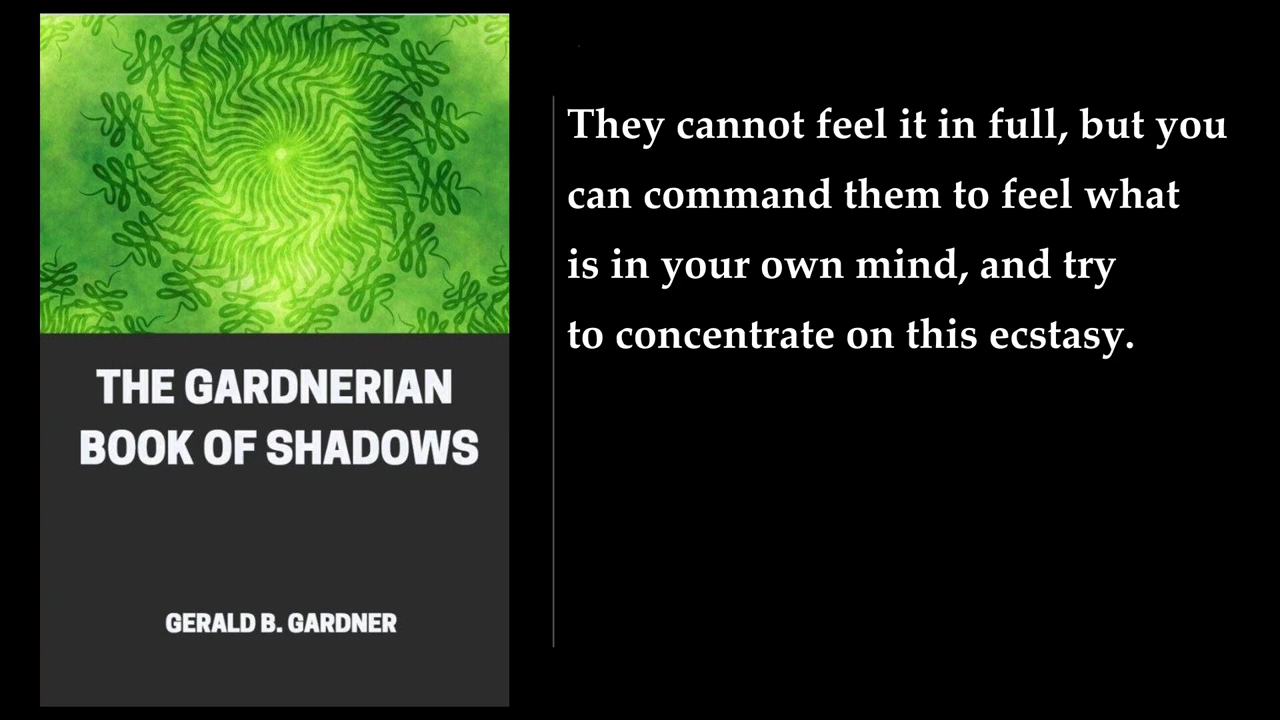 THE GARDNERIAN
BOOK OF SHADOWS
GERALD B. GARDNER
They cannot feel it in full, but you
can command them to feel what
is in your own mind, and try
to concentrate on this ecstasy.